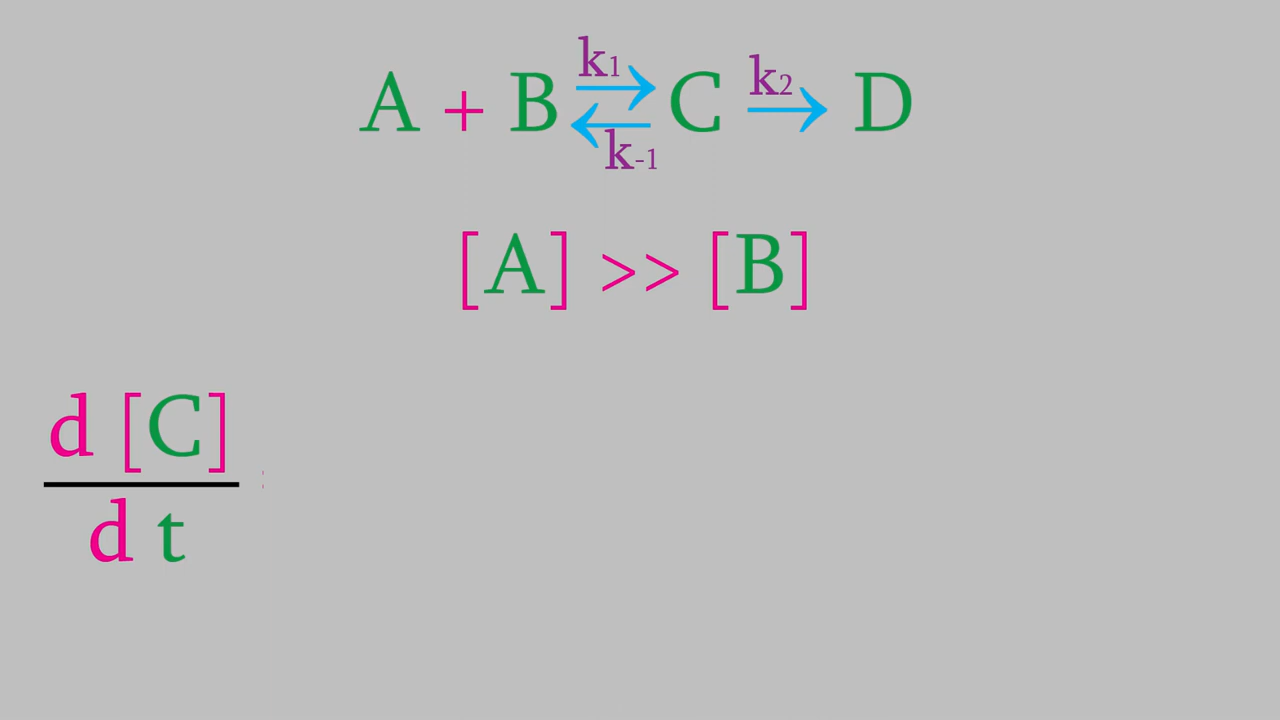 A + B ⇌ C → D
k1 k2
k-1
[A] >> [B]
d [C]
d t